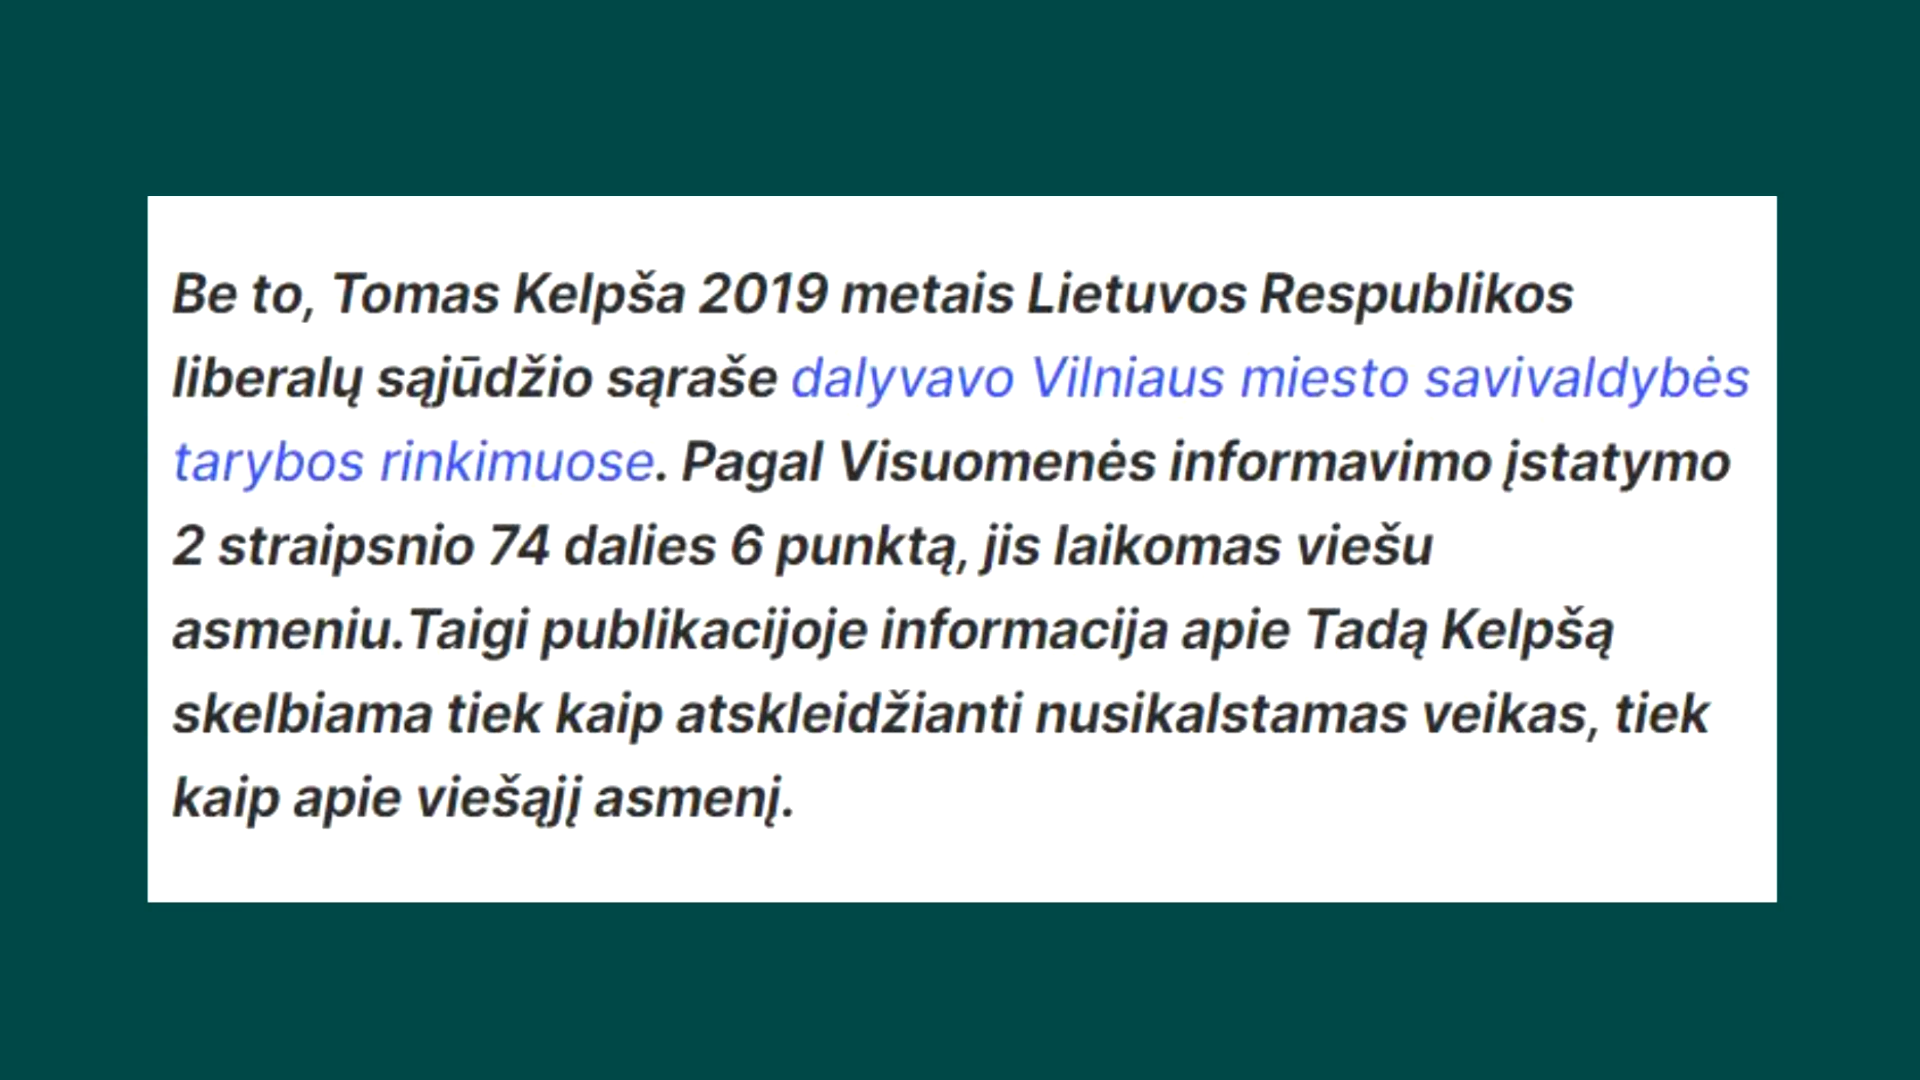 Be to, Tomas Kelpša 2019 metais Lietuvos Respublikos
liberalų sąjūdžio sąraše dalyvavo Vilniaus miesto savivaldybės
tarybos rinkimuose. Pagal Visuomenės informavimo įstatymo
2 straipsnio 74 dalies 6 punktą, jis laikomas viešu
asmeniu.Taigi publikacijoje informacija apie Tadą Kelpšą
skelbiama tiek kaip atskleidžianti nusikalstamas veikas, tiek
kaip apie viešąjį asmenį.